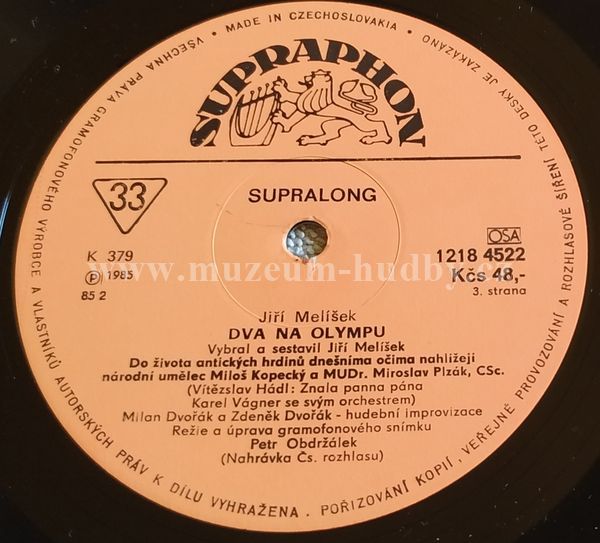 VŠECHNA PRÁVA GRAMOFONOVÉHO VÝROBCE A VLASTNÍKŮ AUTORSKÝCH PRÁV K DÍLU VYHRAŽENA. POŘIZOVÁNÍ KOPIÍ, VEŘEJNÉ PROVOZOVÁNÍ A ROZHLASOVÉ ŠÍŘENÍ TÉTO DESKY JE ZAKÁZÁNO
• MADE IN CZECHOSLOVAKIA •
SUPRAPHON
33
SUPRALONG
OSA
K 379
1218 4522
www.muzeum-hudby.cz
Ⓟ 1985
Kčs 48,-
85 2
3. strana
Jiří Melíšek
DVA NA OLYMPU
Vybral a sestavil Jiří Melíšek
Do života antických hrdinů dnešníma očima nahlížejí
národní umělec Miloš Kopecký a MUDr. Miroslav Plzák, CSc.
(Vítězslav Hádl: Znala panna pána
Karel Vágner se svým orchestrem)
Milan Dvořák a Zdeněk Dvořák - hudební improvizace
Režie a úprava gramofonového snímku
Petr Obdržálek
(Nahrávka Čs. rozhlasu)